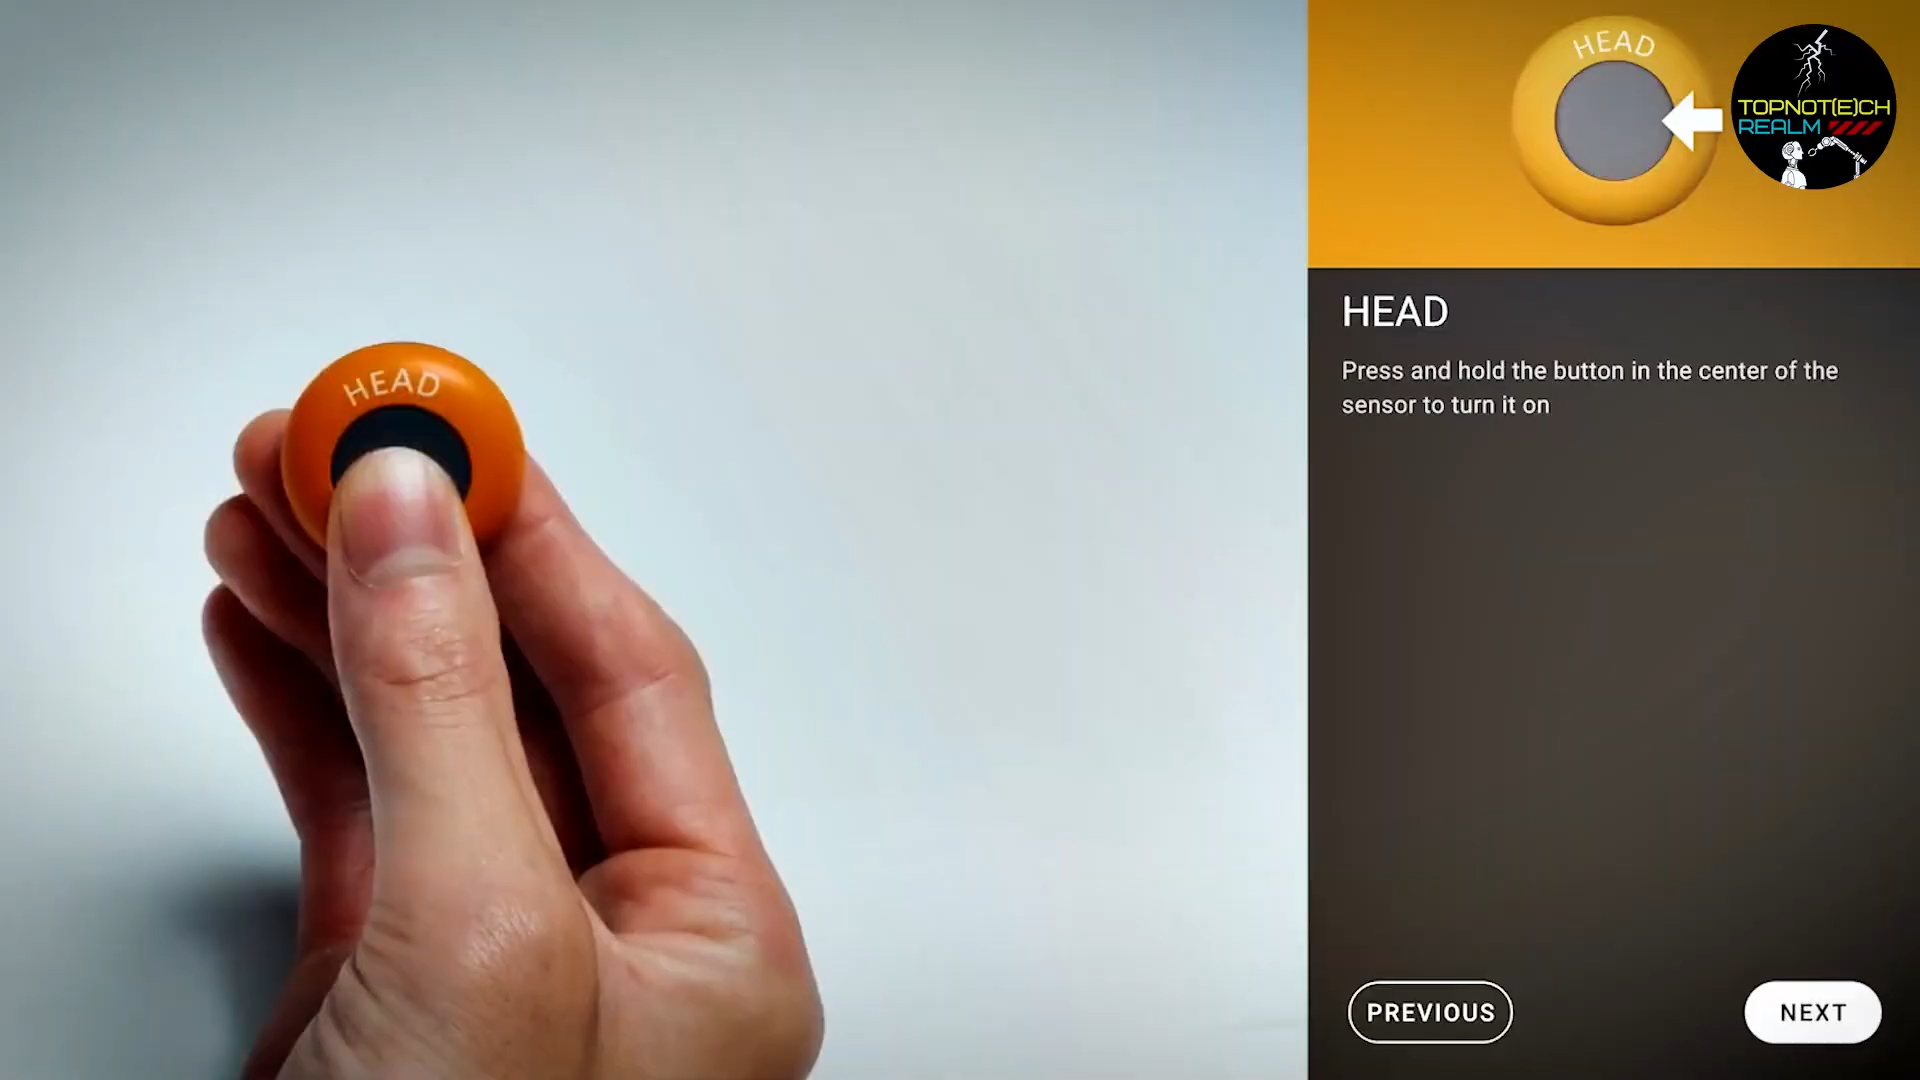 HEAD
HEAD
TOPNOT(E)CH
REALM
HEAD
Press and hold the button in the center of the
sensor to turn it on
PREVIOUS
NEXT